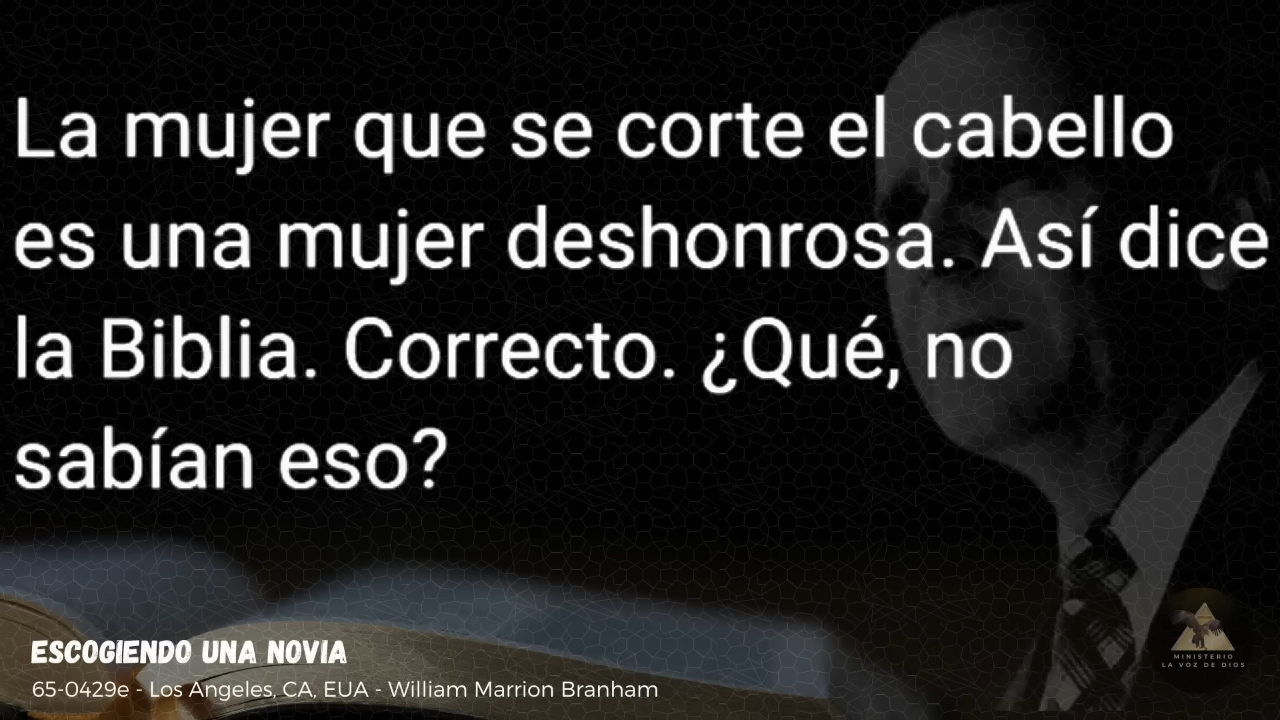 La mujer que se corte el cabello
es una mujer deshonrosa. Así dice
la Biblia. Correcto. ¿Qué, no
sabían eso?
ESCOGIENDO UNA NOVIA
65-0429e - Los Angeles, CA, EUA - William Marrion Branham
MINISTERIO
LA VOZ DE DIOS